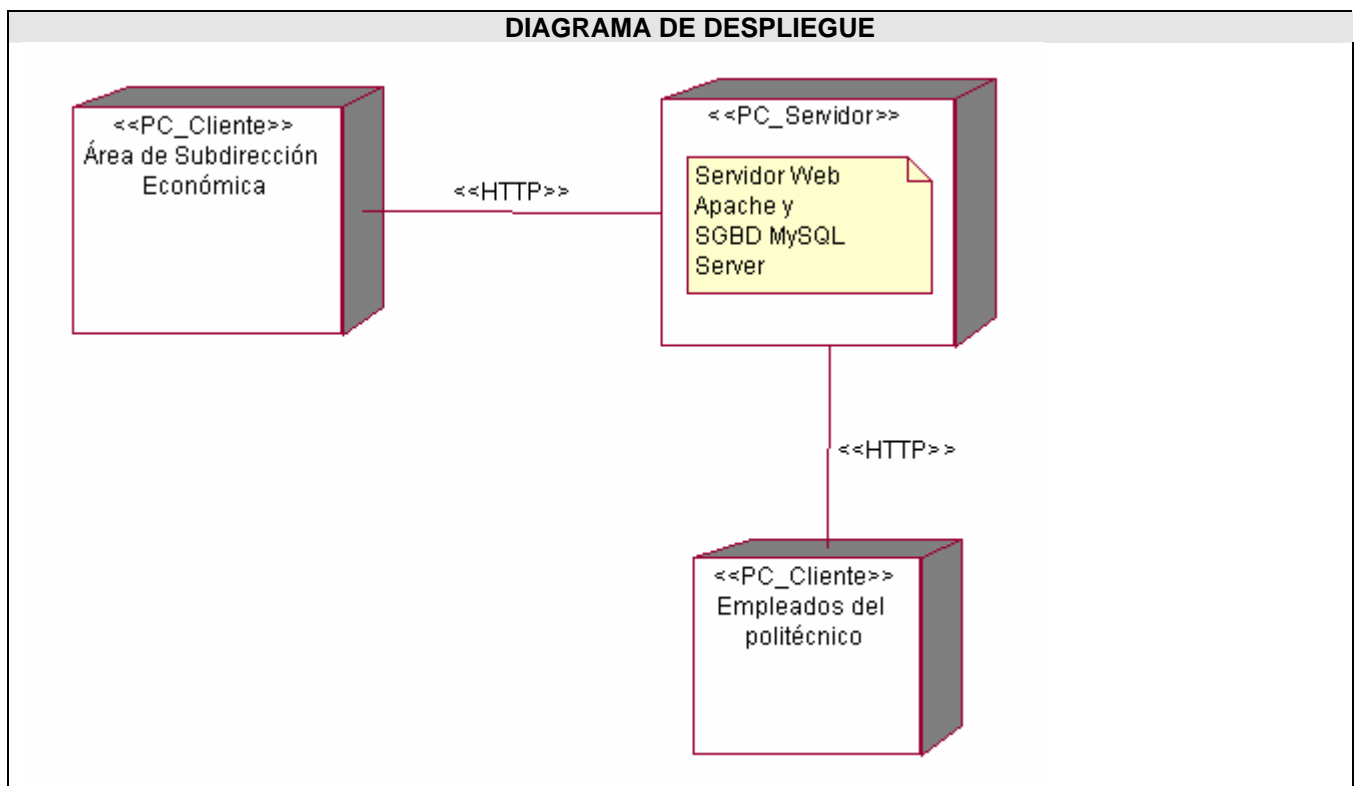 DIAGRAMA DE DESPLIEGUE
<<PC_Cliente>>
Área de Subdirección
Económica
<<HTTP>>
<<PC_Servidor>>
Servidor Web
Apache y
SGBD MySQL
Server
<<HTTP>>
<<PC_Cliente>>
Empleados del
politécnico